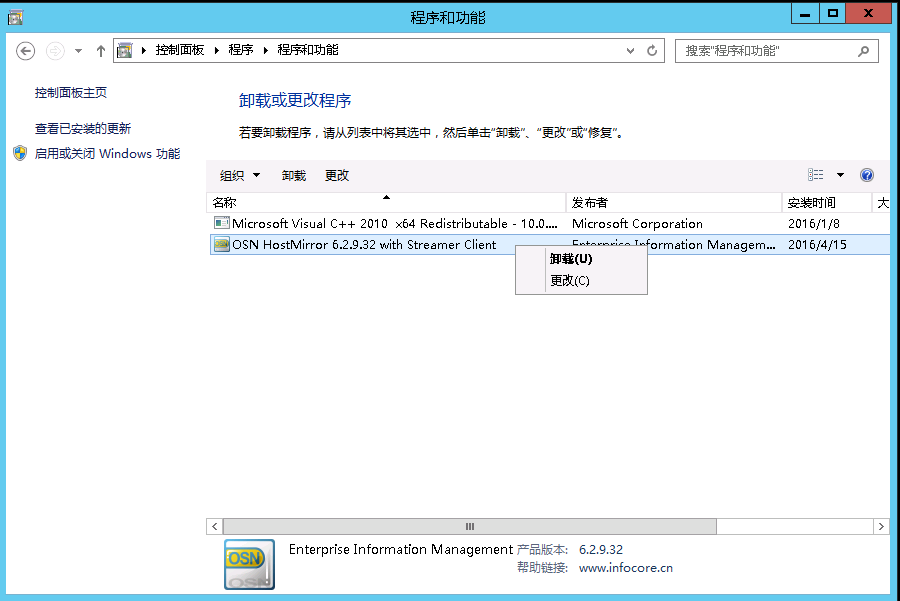 程序和功能
控制面板 程序 程序和功能
搜索"程序和功能"
控制面板主页
查看已安装的更新
启用或关闭 Windows 功能
卸载或更改程序
若要卸载程序，请从列表中将其选中，然后单击"卸载"、"更改"或"修复"。
组织 卸载 更改
名称 发布者 安装时间 大
Microsoft Visual C++ 2010 x64 Redistributable - 10.0.... Microsoft Corporation 2016/1/8
OSN HostMirror 6.2.9.32 with Streamer Client Enterprise Information Managem... 2016/4/15
卸载(U)
更改(C)
OSN
Enterprise Information Management 产品版本: 6.2.9.32
帮助链接: www.infocore.cn